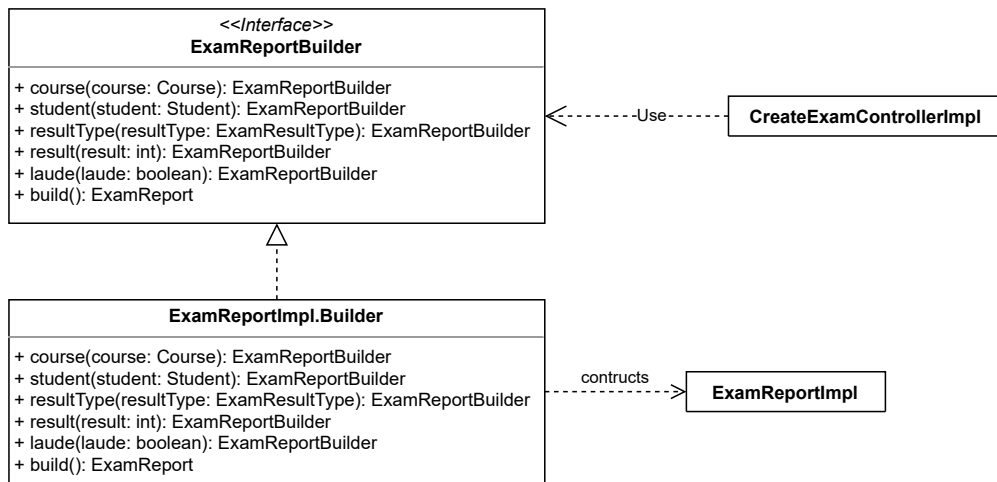 <<Interface>>
ExamReportBuilder
+ course(course: Course): ExamReportBuilder
+ student(student: Student): ExamReportBuilder
+ resultType(resultType: ExamResultType): ExamReportBuilder
+ result(result: int): ExamReportBuilder
+ laude(laude: boolean): ExamReportBuilder
+ build(): ExamReport
Use
CreateExamControllerImpl
ExamReportImpl.Builder
+ course(course: Course): ExamReportBuilder
+ student(student: Student): ExamReportBuilder
+ resultType(resultType: ExamResultType): ExamReportBuilder
+ result(result: int): ExamReportBuilder
+ laude(laude: boolean): ExamReportBuilder
+ build(): ExamReport
contructs
ExamReportImpl